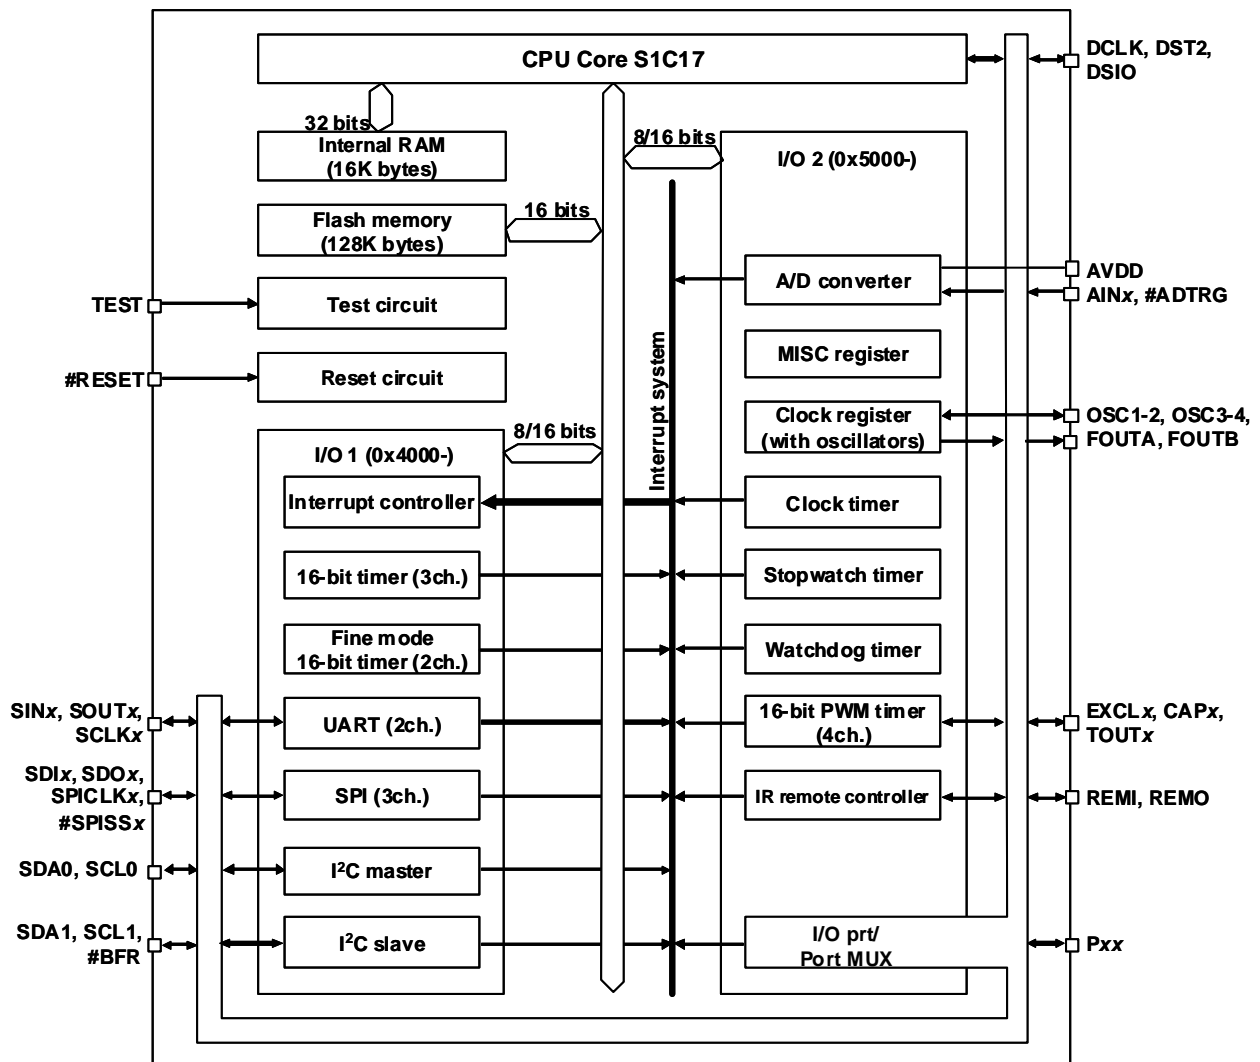 CPU Core S1C17
DCLK, DST2,
DSIO
32 bits
Internal RAM
(16K bytes)
8/16 bits
I/O 2 (0x5000-)
Flash memory
(128K bytes)
16 bits
A/D converter
AVDD
AINx, #ADTRG
TEST
Test circuit
MISC register
#RESET
Reset circuit
Interrupt system
Clock register
(with oscillators)
OSC1-2, OSC3-4,
FOUTA, FOUTB
8/16 bits
I/O 1 (0x4000-)
Interrupt controller
Clock timer
16-bit timer (3ch.)
Stopwatch timer
Fine mode
16-bit timer (2ch.)
Watchdog timer
SINx, SOUTx,
SCLKx
UART (2ch.)
16-bit PWM timer
(4ch.)
EXCLx, CAPx,
TOUTx
SDIx, SDOx,
SPICLKx,
#SPISSx
SPI (3ch.)
IR remote controller
REMI, REMO
SDA0, SCL0
I²C master
SDA1, SCL1,
#BFR
I²C slave
I/O prt/
Port MUX
Pxx